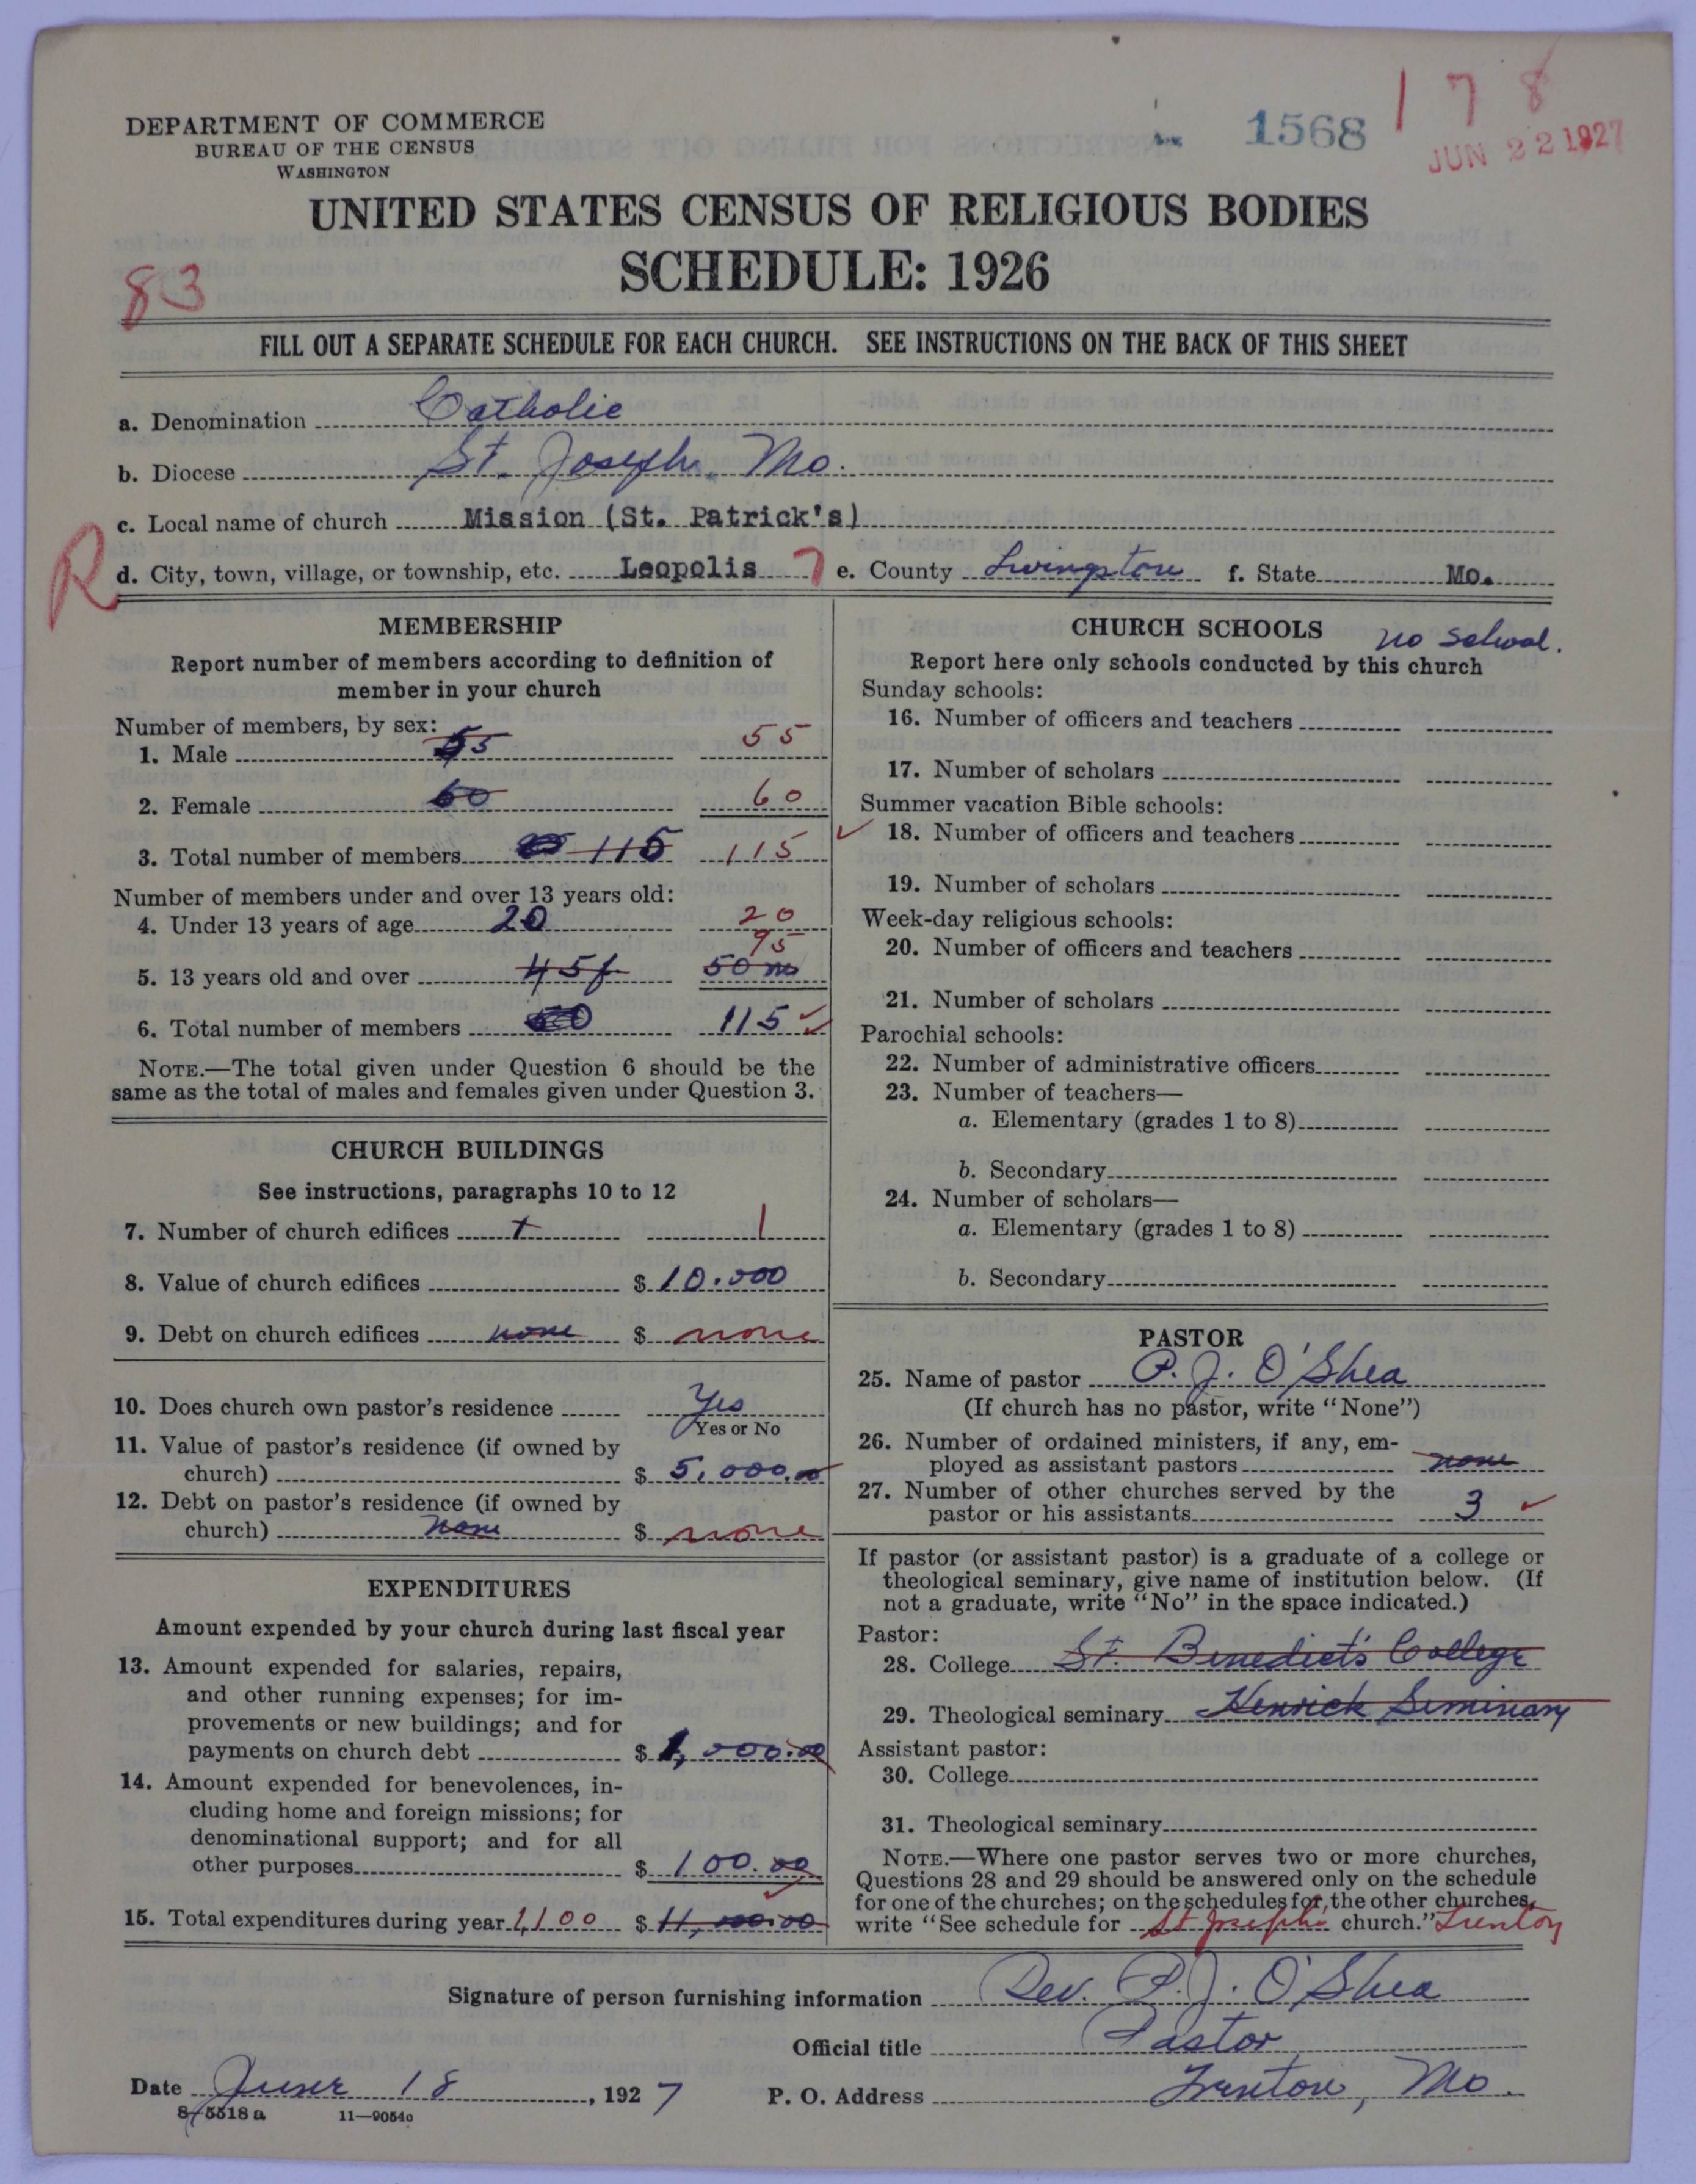 1568
1 7 8
JUN 22 1927
DEPARTMENT OF COMMERCE
BUREAU OF THE CENSUS
WASHINGTON
UNITED STATES CENSUS OF RELIGIOUS BODIES
SCHEDULE: 1926
83
FILL OUT A SEPARATE SCHEDULE FOR EACH CHURCH. SEE INSTRUCTIONS ON THE BACK OF THIS SHEET
a. Denomination Catholic
b. Diocese St. Joseph, Mo.
c. Local name of church Mission (St. Patrick's)
R
d. City, town, village, or township, etc. Leopolis 7 e. County Livingston f. State Mo.
MEMBERSHIP
Report number of members according to definition of
member in your church
Number of members, by sex:
1. Male 55 55
2. Female 60 60
3. Total number of members 115 115
Number of members under and over 13 years old:
4. Under 13 years of age 20 20
95
5. 13 years old and over 45 f 50 m
6. Total number of members 115
NOTE.—The total given under Question 6 should be the
same as the total of males and females given under Question 3.
CHURCH BUILDINGS
See instructions, paragraphs 10 to 12
7. Number of church edifices 1 1
8. Value of church edifices $ 10.000
9. Debt on church edifices none $ none
10. Does church own pastor's residence Yes
Yes or No
11. Value of pastor's residence (if owned by
church) $ 5,000.00
12. Debt on pastor's residence (if owned by
church) None $ none
EXPENDITURES
Amount expended by your church during last fiscal year
13. Amount expended for salaries, repairs,
and other running expenses; for im-
provements or new buildings; and for
payments on church debt $ 1,000.00
14. Amount expended for benevolences, in-
cluding home and foreign missions; for
denominational support; and for all
other purposes $ 100.00
15. Total expenditures during year 1,100 $ 11,000.00
CHURCH SCHOOLS no school.
Report here only schools conducted by this church
Sunday schools:
16. Number of officers and teachers
17. Number of scholars
Summer vacation Bible schools:
18. Number of officers and teachers
19. Number of scholars
Week-day religious schools:
20. Number of officers and teachers
21. Number of scholars
Parochial schools:
22. Number of administrative officers
23. Number of teachers—
a. Elementary (grades 1 to 8)
b. Secondary
24. Number of scholars—
a. Elementary (grades 1 to 8)
b. Secondary
PASTOR
25. Name of pastor P. J. O'Shea
(If church has no pastor, write "None")
26. Number of ordained ministers, if any, em-
ployed as assistant pastors none
27. Number of other churches served by the
pastor or his assistants 3
If pastor (or assistant pastor) is a graduate of a college or
theological seminary, give name of institution below. (If
not a graduate, write "No" in the space indicated.)
Pastor:
28. College St. Benedict's College
29. Theological seminary Kenrick Seminary
Assistant pastor:
30. College
31. Theological seminary
NOTE.—Where one pastor serves two or more churches,
Questions 28 and 29 should be answered only on the schedule
for one of the churches; on the schedules for the other churches,
write "See schedule for St Joseph's church." Trenton
Signature of person furnishing information Rev. P. J. O'Shea
Official title Pastor
Date June 18, 1927 P. O. Address Trenton, Mo.
8-5518 a 11—9054c